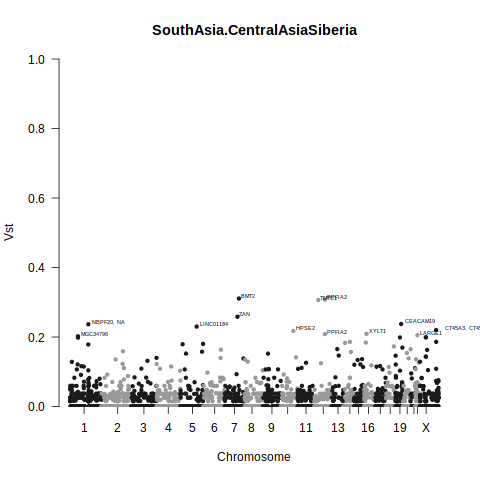 SouthAsia.CentralAsiaSiberia
Vst
1.0
0.8
0.6
0.4
0.2
0.0
BMT2
PPFIA2
ZAN
NBPF20, NA
LINC01184
CEACAM19
MGC34796
HPSE2
PPFIA2
XYLT1
LARGE1
CT45A3, CT45
1 2 3 4 5 6 7 8 9 11 13 16 19 X
Chromosome